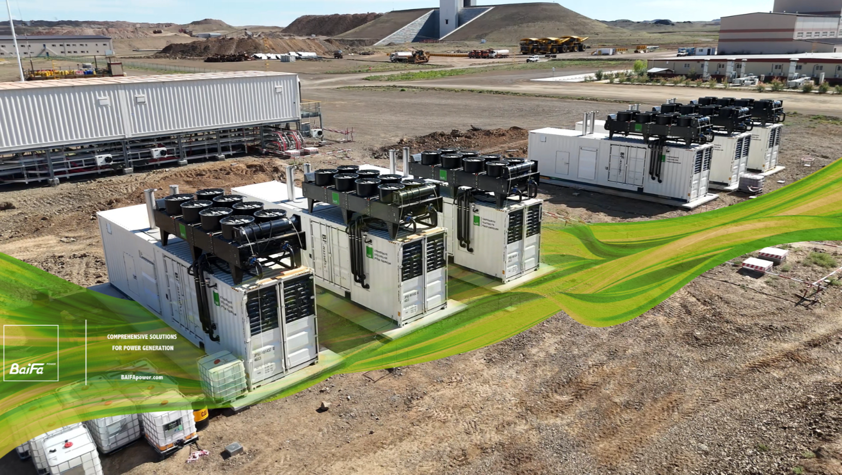 BaiFa
COMPREHENSIVE SOLUTIONS
FOR POWER GENERATION
BAIFApower.com